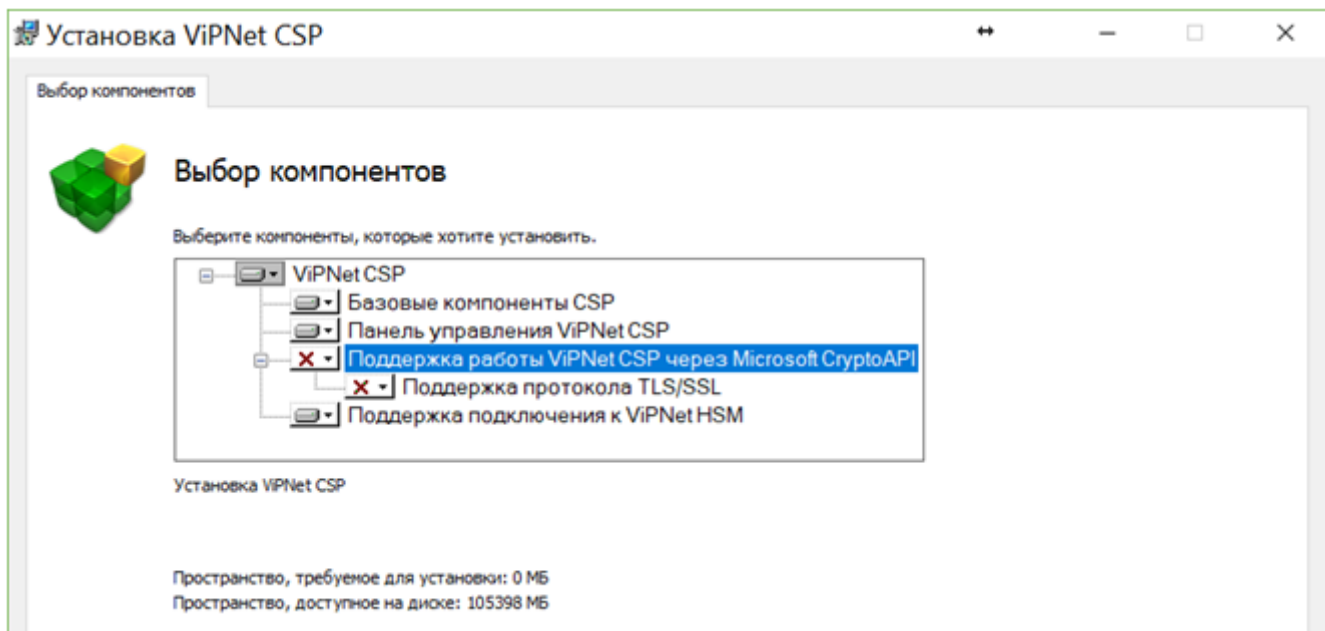 Установка ViPNet CSP
Выбор компонентов
Выбор компонентов
Выберите компоненты, которые хотите установить.
ViPNet CSP
Базовые компоненты CSP
Панель управления ViPNet CSP
Поддержка работы ViPNet CSP через Microsoft CryptoAPI
Поддержка протокола TLS/SSL
Поддержка подключения к ViPNet HSM
Установка ViPNet CSP
Пространство, требуемое для установки: 0 МБ
Пространство, доступное на диске: 105398 МБ